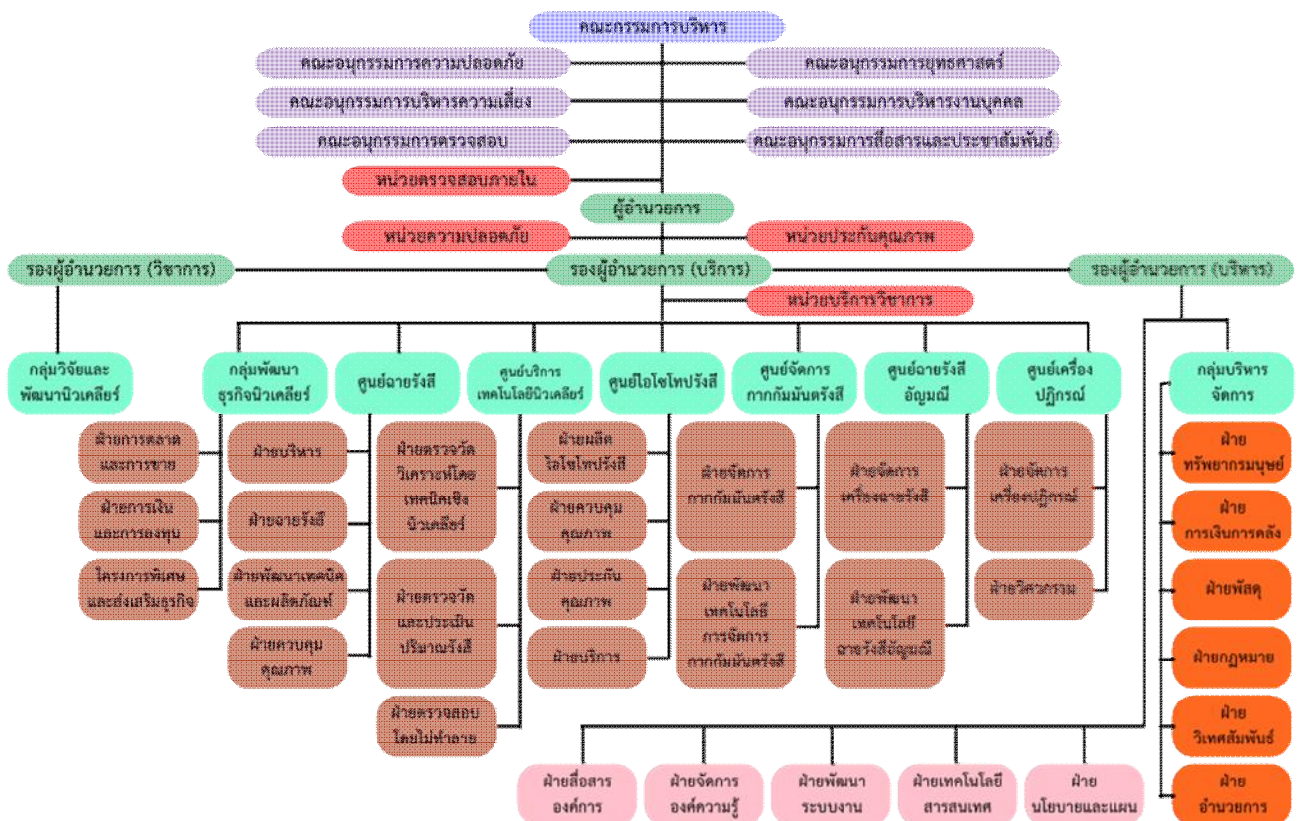 คณะกรรมการบริหาร
คณะอนุกรรมการความปลอดภัย
คณะอนุกรรมการยุทธศาสตร์
คณะอนุกรรมการบริหารความเสี่ยง
คณะอนุกรรมการบริหารงานบุคคล
คณะอนุกรรมการตรวจสอบ
คณะอนุกรรมการสื่อสารและประชาสัมพันธ์
หน่วยตรวจสอบภายใน
ผู้อำนวยการ
หน่วยความปลอดภัย
หน่วยประกันคุณภาพ
รองผู้อำนวยการ (วิชาการ)
รองผู้อำนวยการ (บริการ)
รองผู้อำนวยการ (บริหาร)
หน่วยบริการวิชาการ
กลุ่มวิจัยและ
พัฒนานิวเคลียร์
กลุ่มพัฒนา
ธุรกิจนิวเคลียร์
ศูนย์ฉายรังสี
ศูนย์บริการ
เทคโนโลยีนิวเคลียร์
ศูนย์ไอโซโทปรังสี
ศูนย์จัดการ
กากกัมมันตรังสี
ศูนย์ฉายรังสี
อัญมณี
ศูนย์เครื่อง
ปฏิกรณ์
กลุ่มบริหาร
จัดการ
ฝ่ายการตลาด
และการขาย
ฝ่ายการเงิน
และการลงทุน
โครงการพิเศษ
และส่งเสริมธุรกิจ
ฝ่ายบริหาร
ฝ่ายฉายรังสี
ฝ่ายพัฒนาเทคนิค
และผลิตภัณฑ์
ฝ่ายควบคุม
คุณภาพ
ฝ่ายตรวจวัด
วิเคราะห์โดย
เทคนิคเชิง
นิวเคลียร์
ฝ่ายตรวจวัด
และประเมิน
ปริมาณรังสี
ฝ่ายตรวจสอบ
โดยไม่ทำลาย
ฝ่ายผลิต
ไอโซโทปรังสี
ฝ่ายควบคุม
คุณภาพ
ฝ่ายประกัน
คุณภาพ
ฝ่ายบริการ
ฝ่ายจัดการ
กากกัมมันตรังสี
ฝ่ายพัฒนา
เทคโนโลยี
การจัดการ
กากกัมมันตรังสี
ฝ่ายจัดการ
เครื่องฉายรังสี
ฝ่ายพัฒนา
เทคโนโลยี
ฉายรังสีอัญมณี
ฝ่ายจัดการ
เครื่องปฏิกรณ์
ฝ่ายวิศวกรรม
ฝ่าย
ทรัพยากรมนุษย์
ฝ่าย
การเงินการคลัง
ฝ่ายพัสดุ
ฝ่ายกฎหมาย
ฝ่าย
วิเทศสัมพันธ์
ฝ่าย
อำนวยการ
ฝ่ายสื่อสาร
องค์การ
ฝ่ายจัดการ
องค์ความรู้
ฝ่ายพัฒนา
ระบบงาน
ฝ่ายเทคโนโลยี
สารสนเทศ
ฝ่าย
นโยบายและแผน